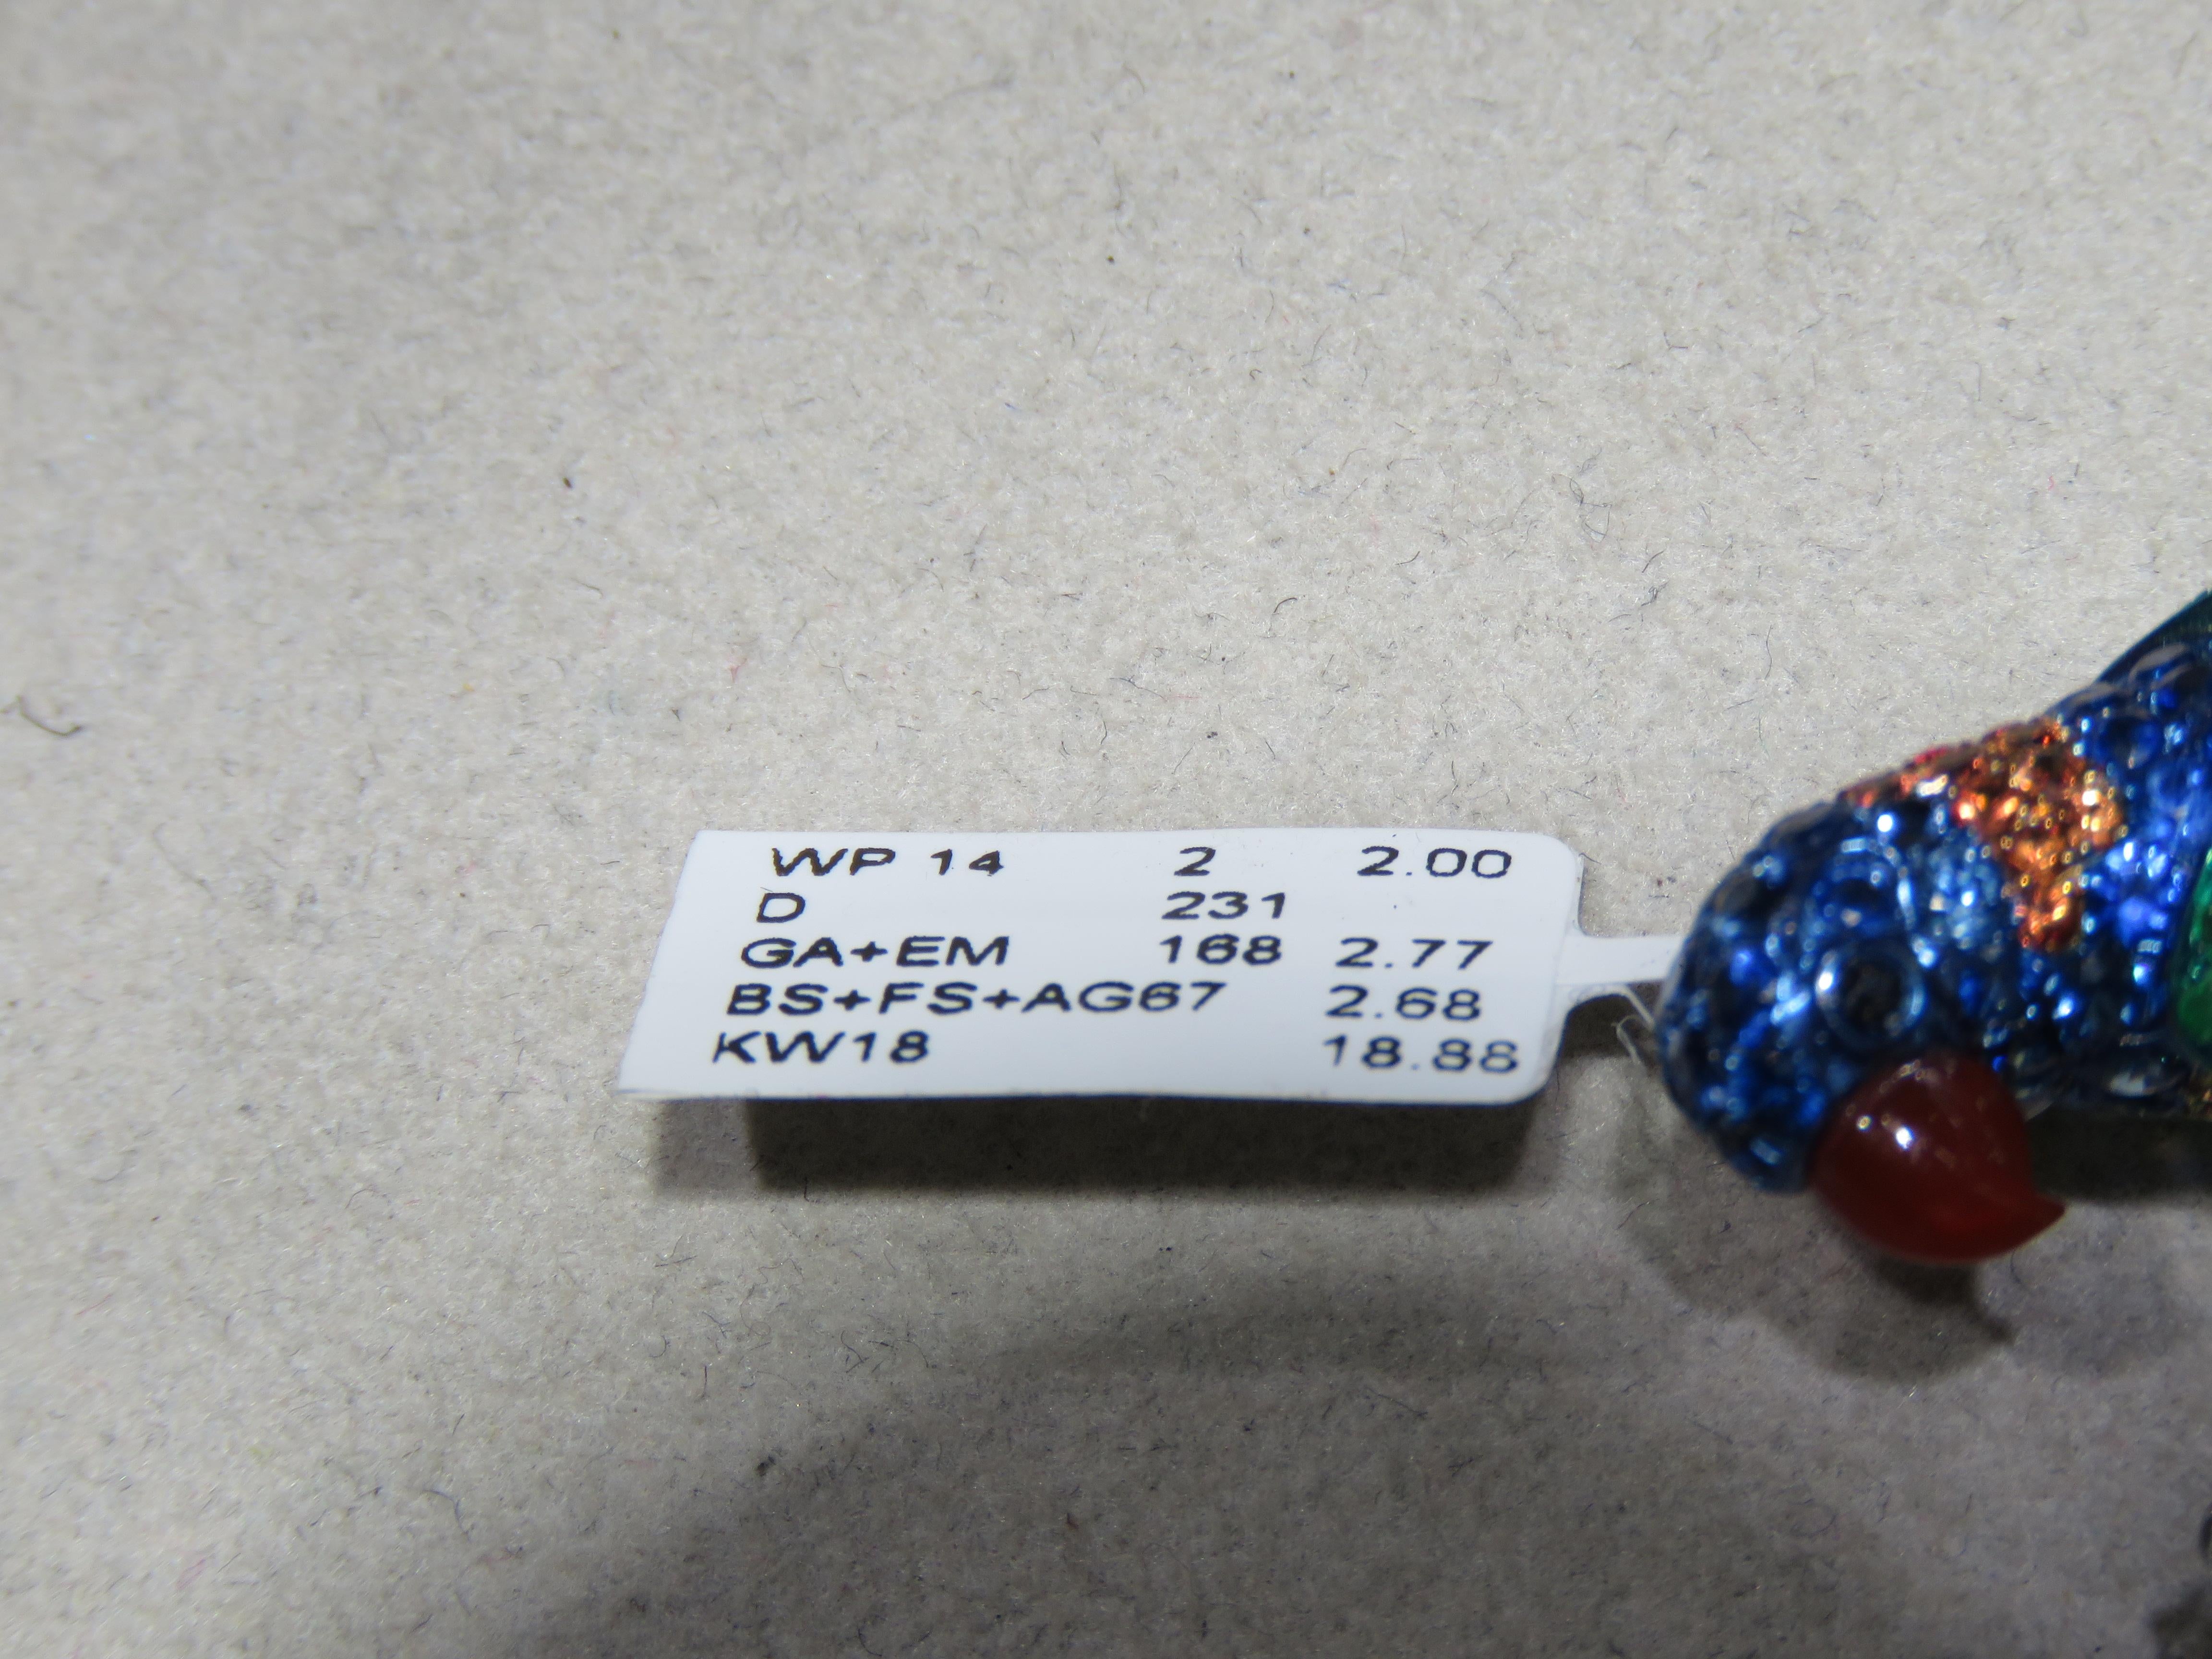 WP 14 2 2.00
D 231
GA+EM 168 2.77
BS+FS+AG67 2.68
KW18 18.88